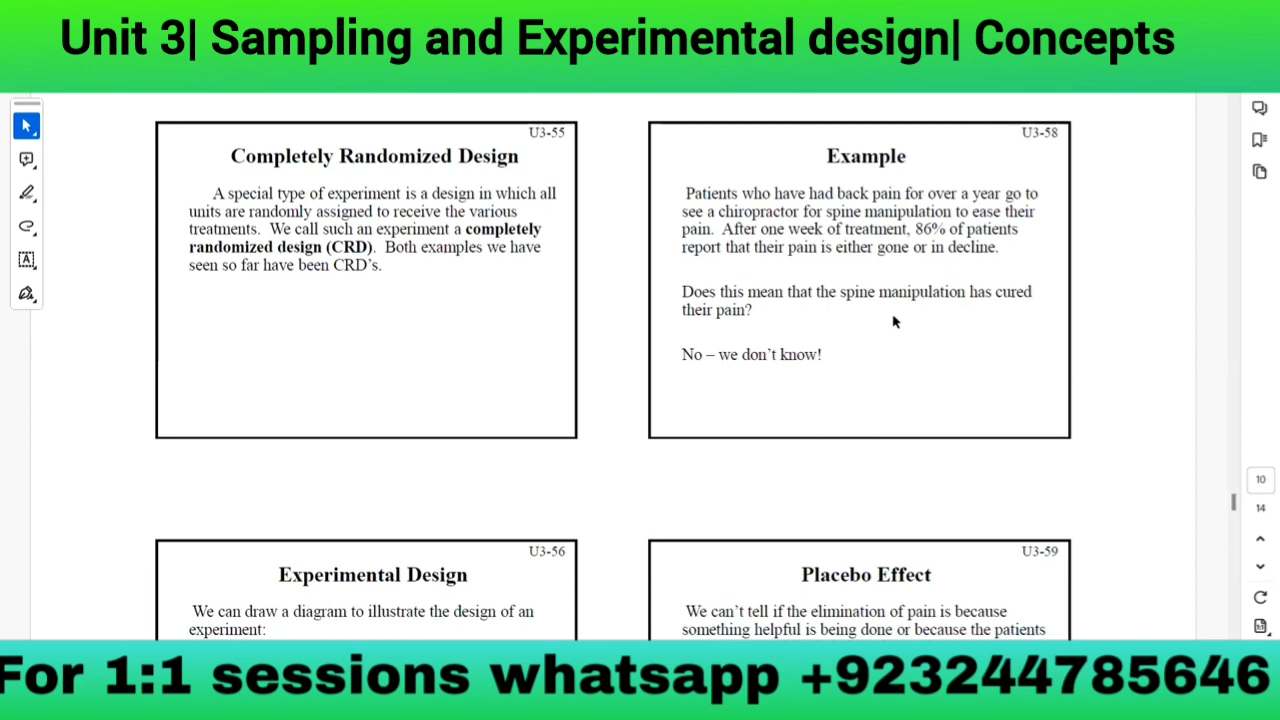 Unit 3| Sampling and Experimental design| Concepts
U3-55
Completely Randomized Design
A special type of experiment is a design in which all
units are randomly assigned to receive the various
treatments. We call such an experiment a completely
randomized design (CRD). Both examples we have
seen so far have been CRD's.
U3-58
Example
Patients who have had back pain for over a year go to
see a chiropractor for spine manipulation to ease their
pain. After one week of treatment, 86% of patients
report that their pain is either gone or in decline.
Does this mean that the spine manipulation has cured
their pain?
No – we don't know!
U3-56
Experimental Design
We can draw a diagram to illustrate the design of an
experiment:
U3-59
Placebo Effect
We can't tell if the elimination of pain is because
something helpful is being done or because the patients
10
14
For 1:1 sessions whatsapp +923244785646